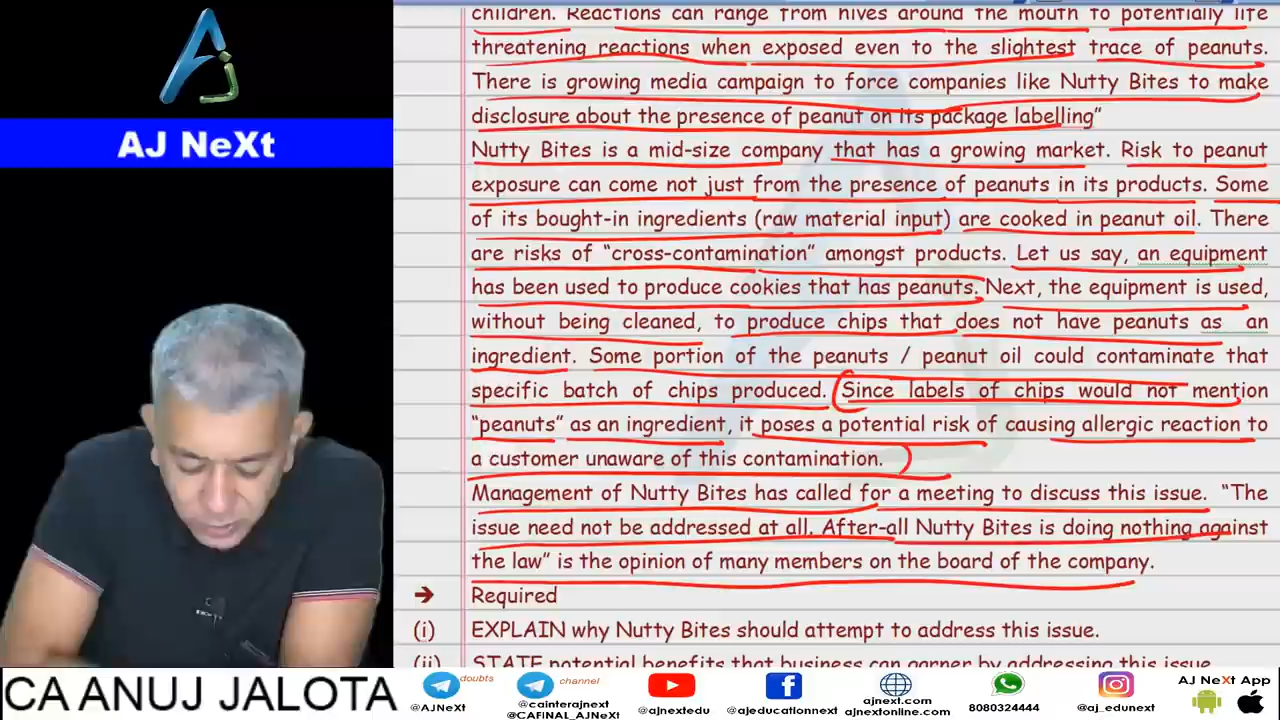 AJ NeXt
children. Reactions can range from hives around the mouth to potentially life
threatening reactions when exposed even to the slightest trace of peanuts.
There is growing media campaign to force companies like Nutty Bites to make
disclosure about the presence of peanut on its package labelling”
Nutty Bites is a mid-size company that has a growing market. Risk to peanut
exposure can come not just from the presence of peanuts in its products. Some
of its bought-in ingredients (raw material input) are cooked in peanut oil. There
are risks of “cross-contamination” amongst products. Let us say, an equipment
has been used to produce cookies that has peanuts. Next, the equipment is used,
without being cleaned, to produce chips that does not have peanuts as an
ingredient. Some portion of the peanuts / peanut oil could contaminate that
specific batch of chips produced. Since labels of chips would not mention
“peanuts” as an ingredient, it poses a potential risk of causing allergic reaction to
a customer unaware of this contamination.
Management of Nutty Bites has called for a meeting to discuss this issue. “The
issue need not be addressed at all. After-all Nutty Bites is doing nothing against
the law” is the opinion of many members on the board of the company.
→ Required
(i) EXPLAIN why Nutty Bites should attempt to address this issue.
(ii) STATE potential benefits that business can garner by addressing this issue
CA ANUJ JALOTA
doubts
@AJNeXt
channel
@cainterajnext
@CAFINAL_AJNeXt
@ajnextedu
@ajeducationnext
ajnext.com
ajnextonline.com
8080324444
@aj_edunext
AJ NeXt App